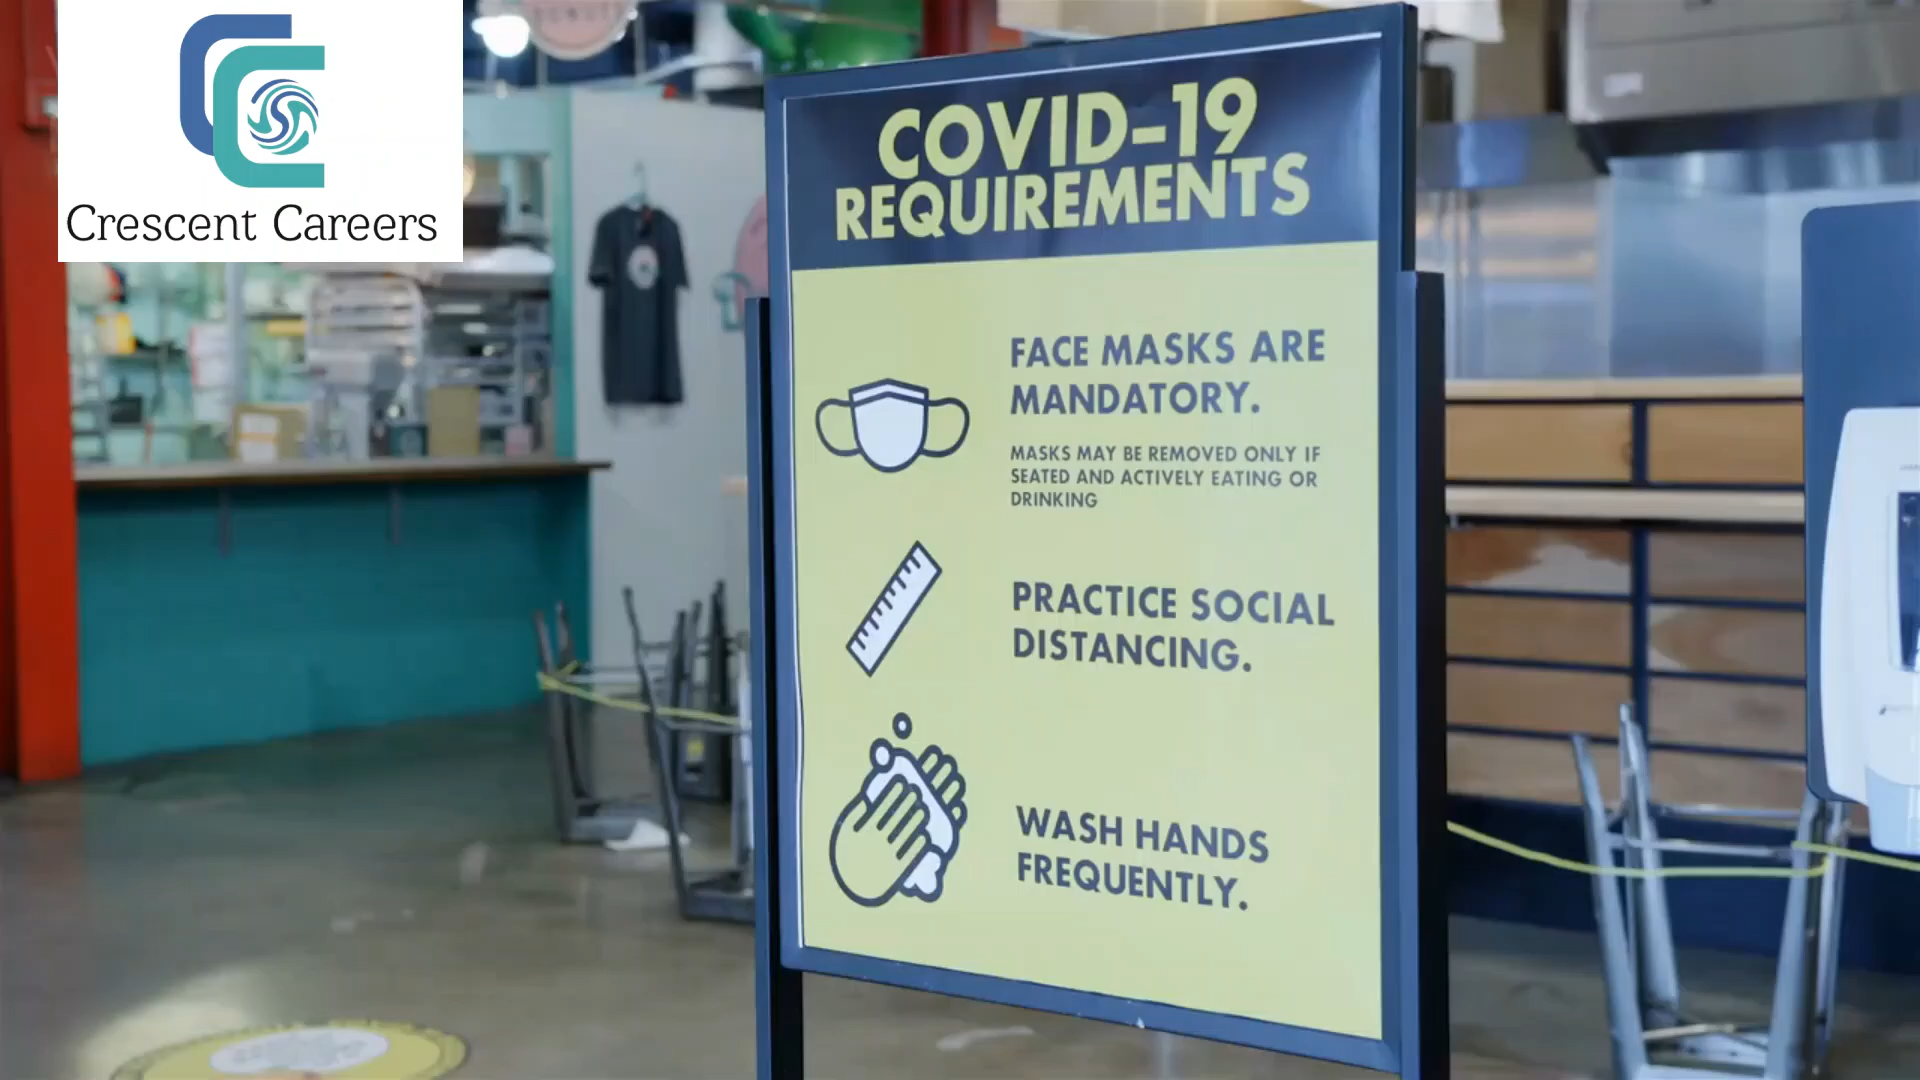 Crescent Careers
COVID-19
REQUIREMENTS
FACE MASKS ARE
MANDATORY.
MASKS MAY BE REMOVED ONLY IF
SEATED AND ACTIVELY EATING OR
DRINKING
PRACTICE SOCIAL
DISTANCING.
WASH HANDS
FREQUENTLY.